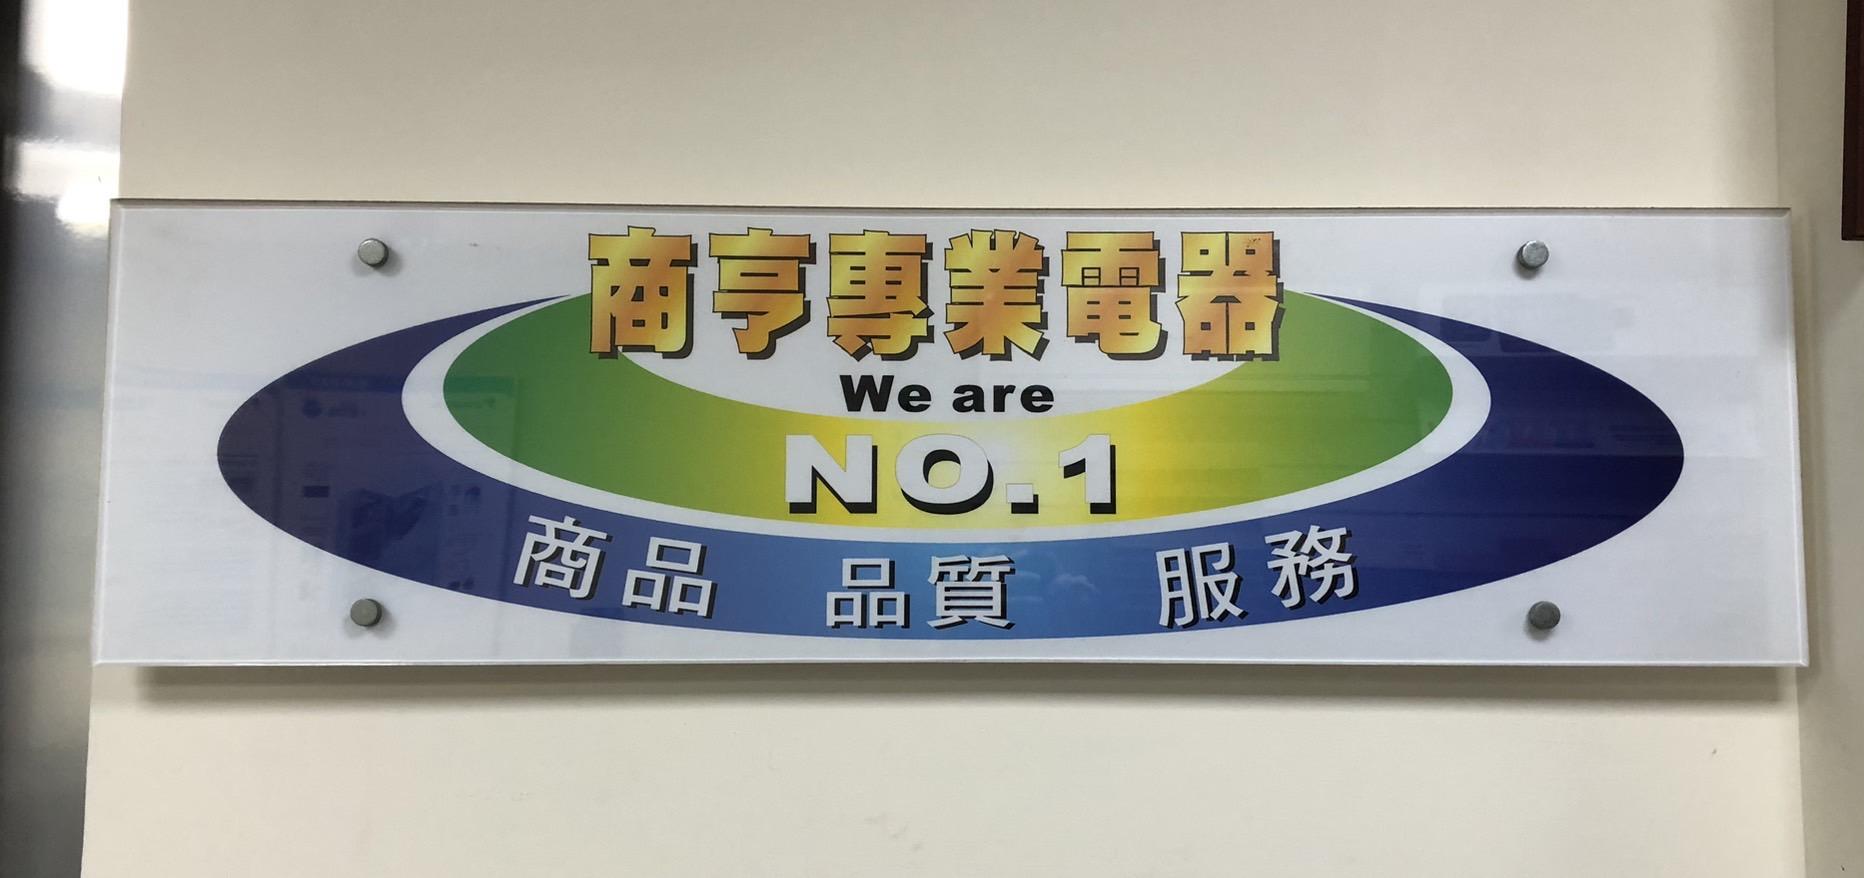 商亨專業電器
We are
NO.1
商品 品質 服務